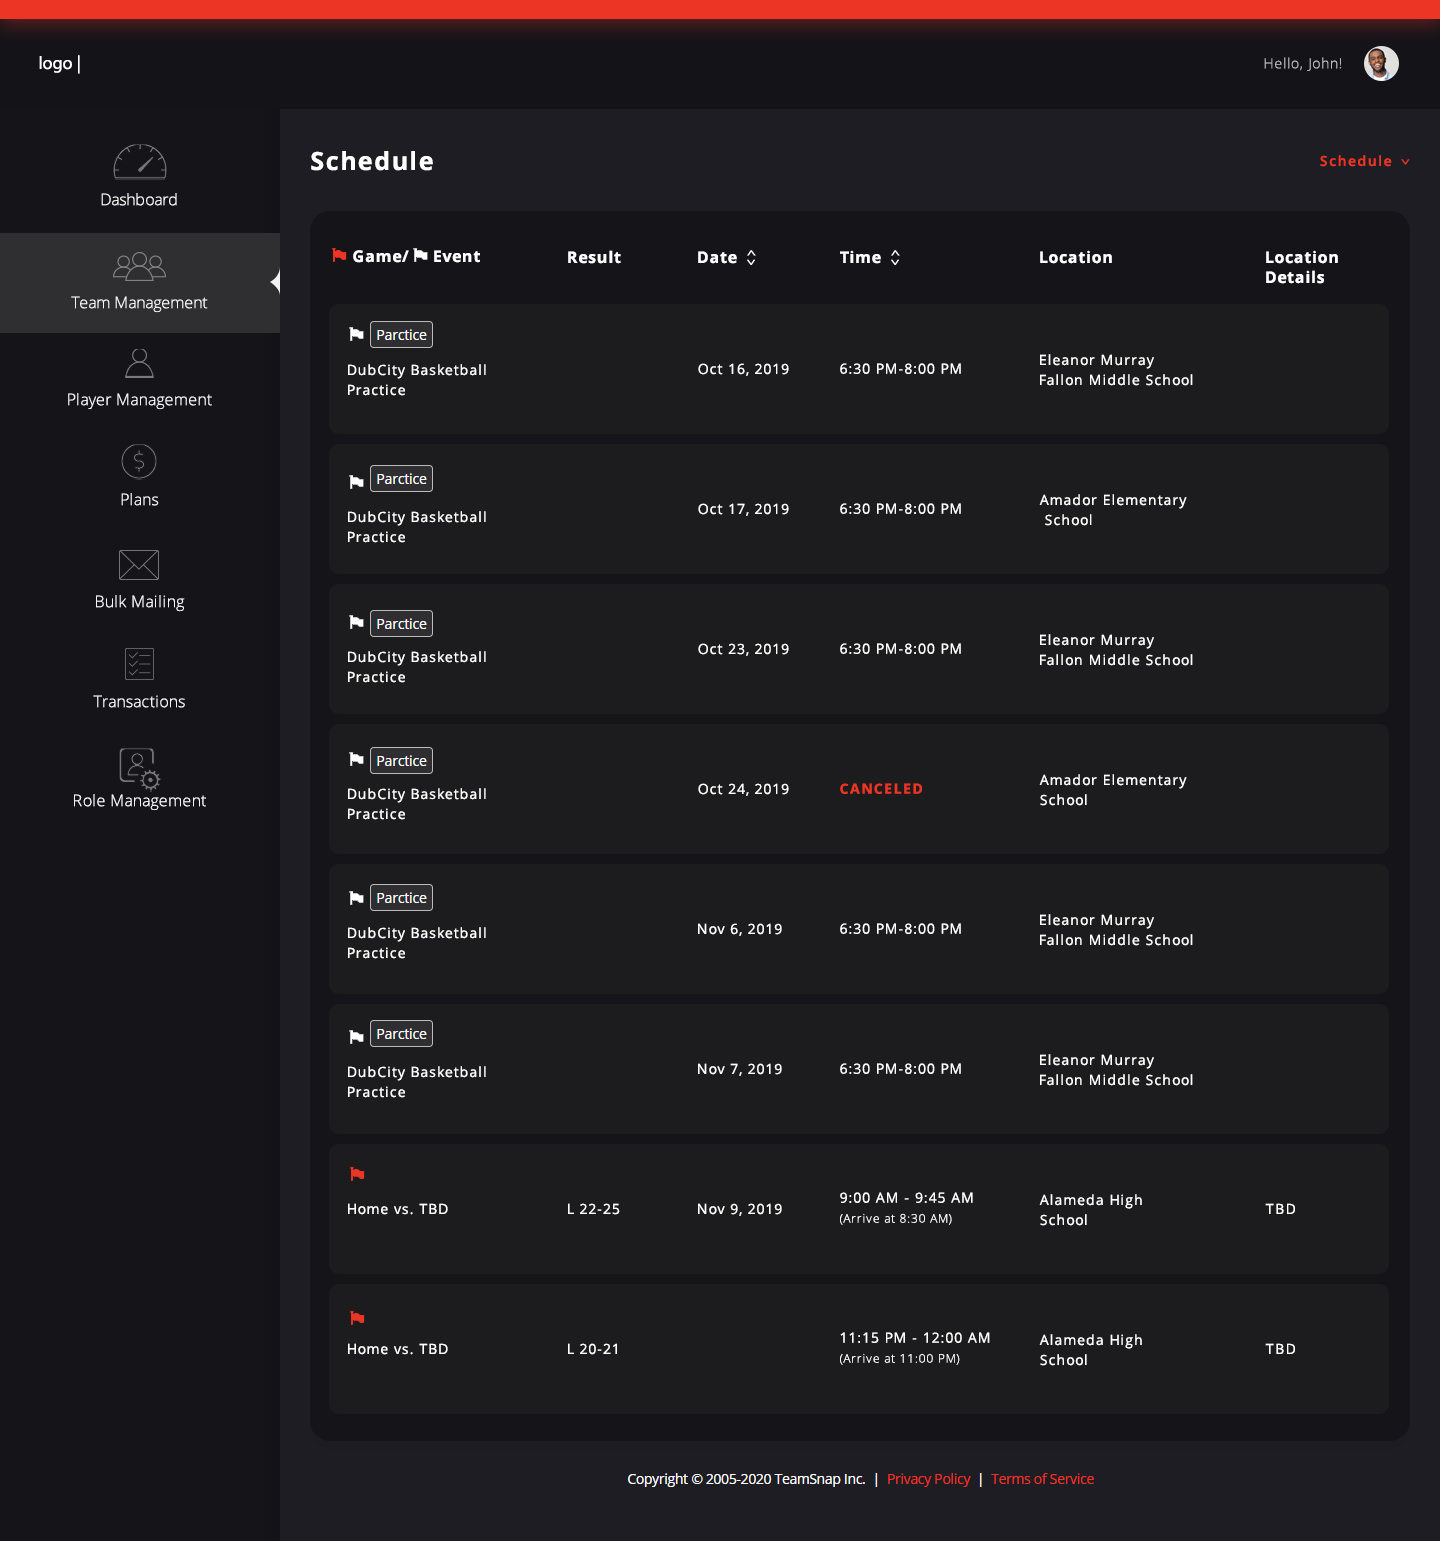 logo |
Hello, John!
Dashboard
Team Management
Player Management
Plans
Bulk Mailing
Transactions
Role Management
Schedule
Schedule
Game/ Event Result Date Time Location Location
Details
Parctice
DubCity Basketball
Practice
Oct 16, 2019
6:30 PM-8:00 PM
Eleanor Murray
Fallon Middle School
Parctice
DubCity Basketball
Practice
Oct 17, 2019
6:30 PM-8:00 PM
Amador Elementary
School
Parctice
DubCity Basketball
Practice
Oct 23, 2019
6:30 PM-8:00 PM
Eleanor Murray
Fallon Middle School
Parctice
DubCity Basketball
Practice
Oct 24, 2019
CANCELED
Amador Elementary
School
Parctice
DubCity Basketball
Practice
Nov 6, 2019
6:30 PM-8:00 PM
Eleanor Murray
Fallon Middle School
Parctice
DubCity Basketball
Practice
Nov 7, 2019
6:30 PM-8:00 PM
Eleanor Murray
Fallon Middle School
Home vs. TBD
L 22-25
Nov 9, 2019
9:00 AM - 9:45 AM
(Arrive at 8:30 AM)
Alameda High
School
TBD
Home vs. TBD
L 20-21
11:15 PM - 12:00 AM
(Arrive at 11:00 PM)
Alameda High
School
TBD
Copyright © 2005-2020 TeamSnap Inc. | Privacy Policy | Terms of Service